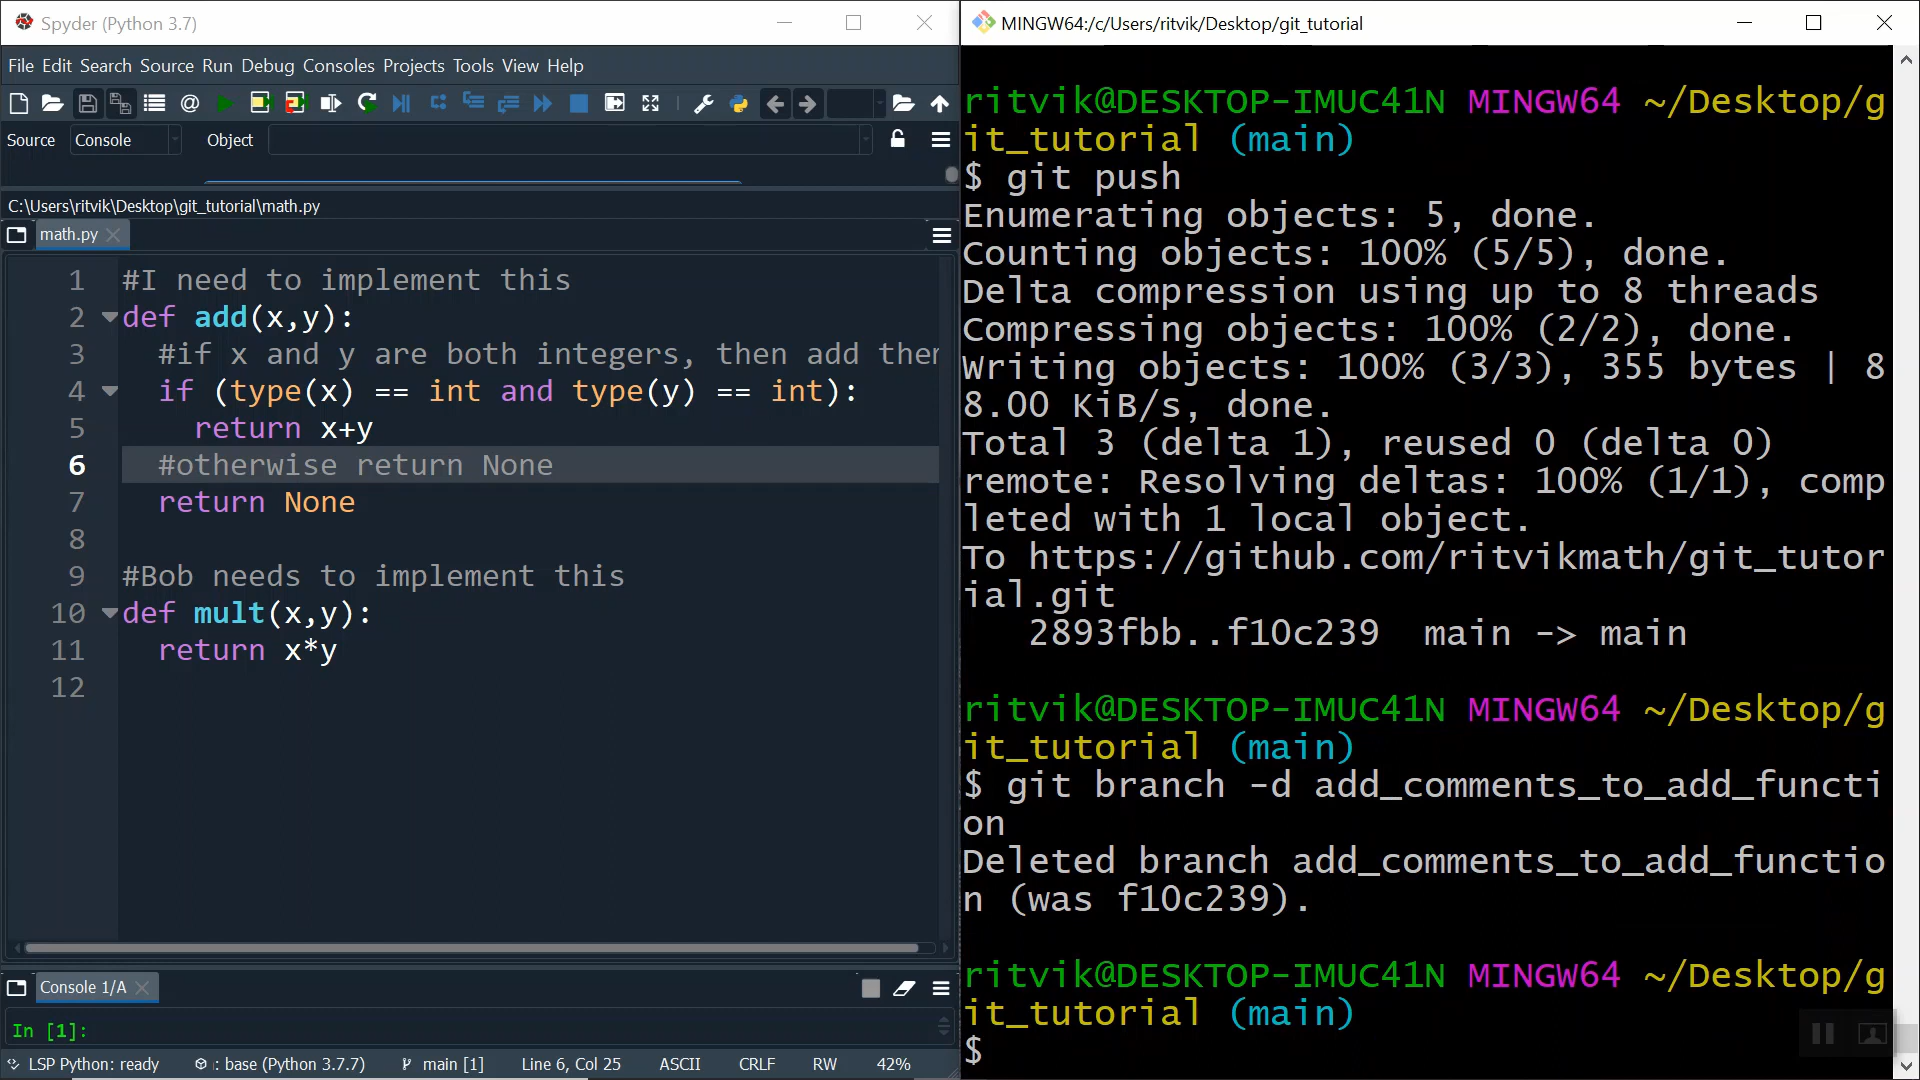 Spyder (Python 3.7)
File Edit Search Source Run Debug Consoles Projects Tools View Help
Source Console Object
C:\Users\ritvik\Desktop\git_tutorial\math.py
math.py
1 #I need to implement this
2 def add(x,y):
3 #if x and y are both integers, then add
4 if (type(x) == int and type(y) == int):
5 return x+y
6 #otherwise return None
7 return None
8
9 #Bob needs to implement this
10 def mult(x,y):
11 return x*y
12
Console 1/A
In [1]:
LSP Python: ready : base (Python 3.7.7) main [1] Line 6, Col 25 ASCII CRLF RW 42%
MINGW64:/c/Users/ritvik/Desktop/git_tutorial
ritvik@DESKTOP-IMUC41N MINGW64 ~/Desktop/g
it_tutorial (main)
$ git push
Enumerating objects: 5, done.
Counting objects: 100% (5/5), done.
Delta compression using up to 8 threads
Compressing objects: 100% (2/2), done.
Writing objects: 100% (3/3), 355 bytes | 8
8.00 KiB/s, done.
Total 3 (delta 1), reused 0 (delta 0)
remote: Resolving deltas: 100% (1/1), comp
leted with 1 local object.
To https://github.com/ritvikmath/git_tutor
ial.git
2893fbb..f10c239 main -> main
ritvik@DESKTOP-IMUC41N MINGW64 ~/Desktop/g
it_tutorial (main)
$ git branch -d add_comments_to_add_functi
on
Deleted branch add_comments_to_add_functio
n (was f10c239).
ritvik@DESKTOP-IMUC41N MINGW64 ~/Desktop/g
it_tutorial (main)
$